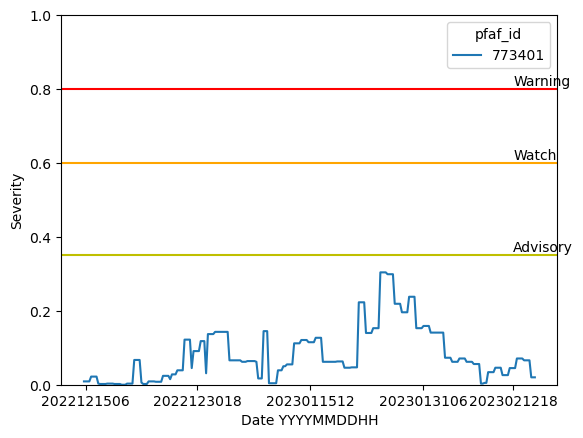 1.0
pfaf_id
773401
0.8
Warning
0.6
Watch
Severity
0.4
Advisory
0.2
0.0
2022121506 2022123018 2023011512 2023013106 2023021218
Date YYYYMMDDHH